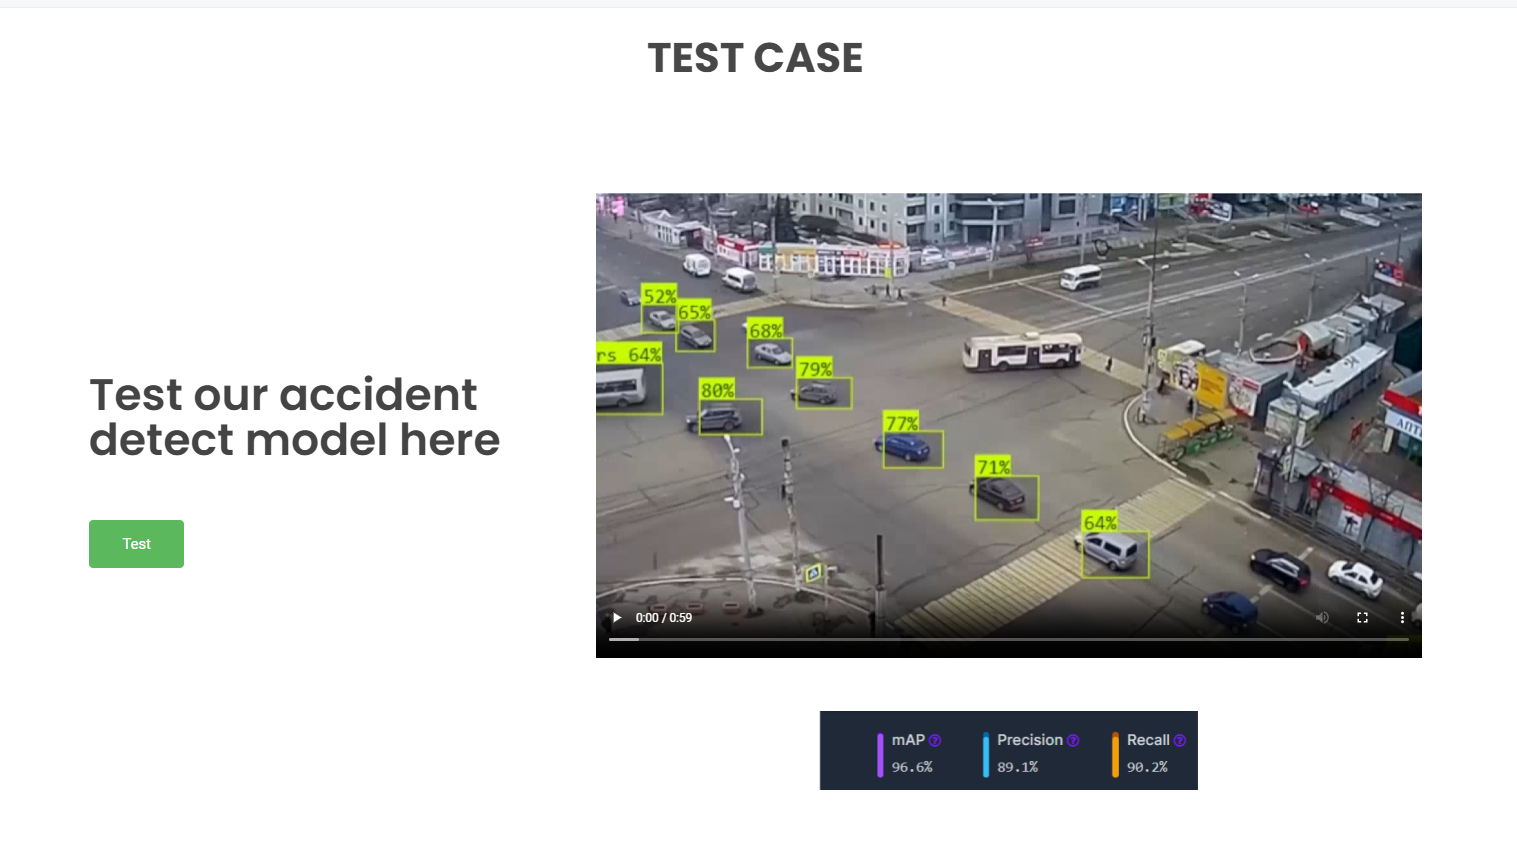 TEST CASE
Test our accident
detect model here
Test
52%
65%
68%
rs 64%
79%
80%
77%
71%
64%
АПТ
0:00 / 0:59
mAP
96.6%
Precision
89.1%
Recall
90.2%